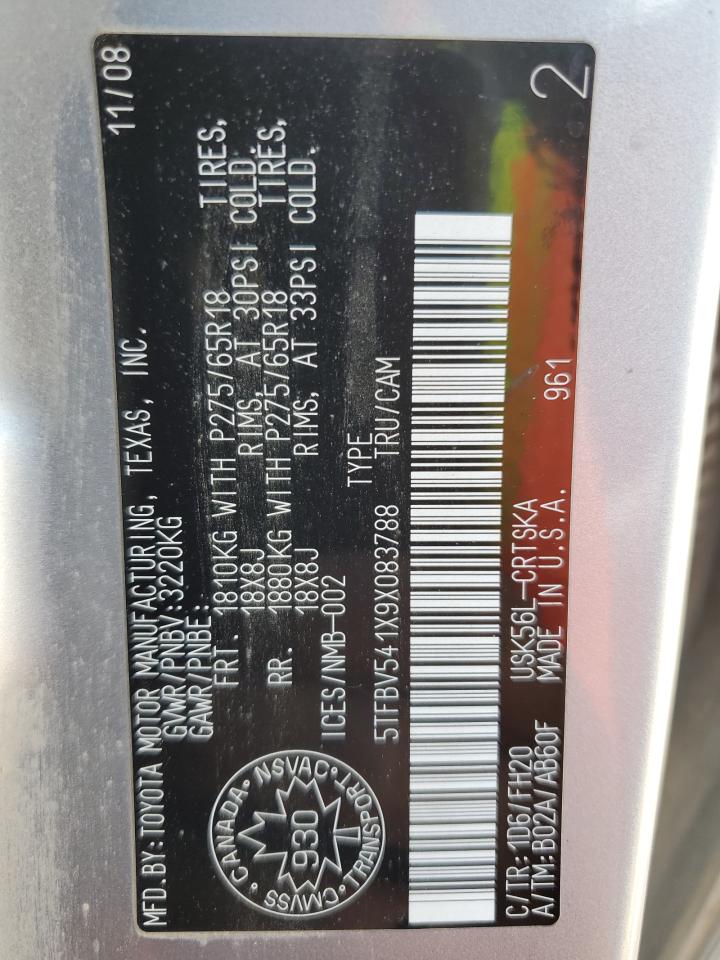 MFD.BY:TOYOTA MOTOR MANUFACTURING, TEXAS, INC. 11/08
GVWR/PNBV:3220KG
GAWR/PNBE:
FRT. 1810KG WITH P275/65R18 TIRES,
18X8J RIMS, AT 30PSI COLD.
RR. 1880KG WITH P275/65R18 TIRES,
18X8J RIMS, AT 33PSI COLD.
ICES/NMB-002 TYPE
5TFBV541X9X083788 TRU/CAM
CANADA NSVAC
930
CMVSS TRANSPORT
C/TR: 1D6/FH20 USK56L-CRTSKA
A/TM:B02A/AB60F MADE IN U.S.A. 961 2